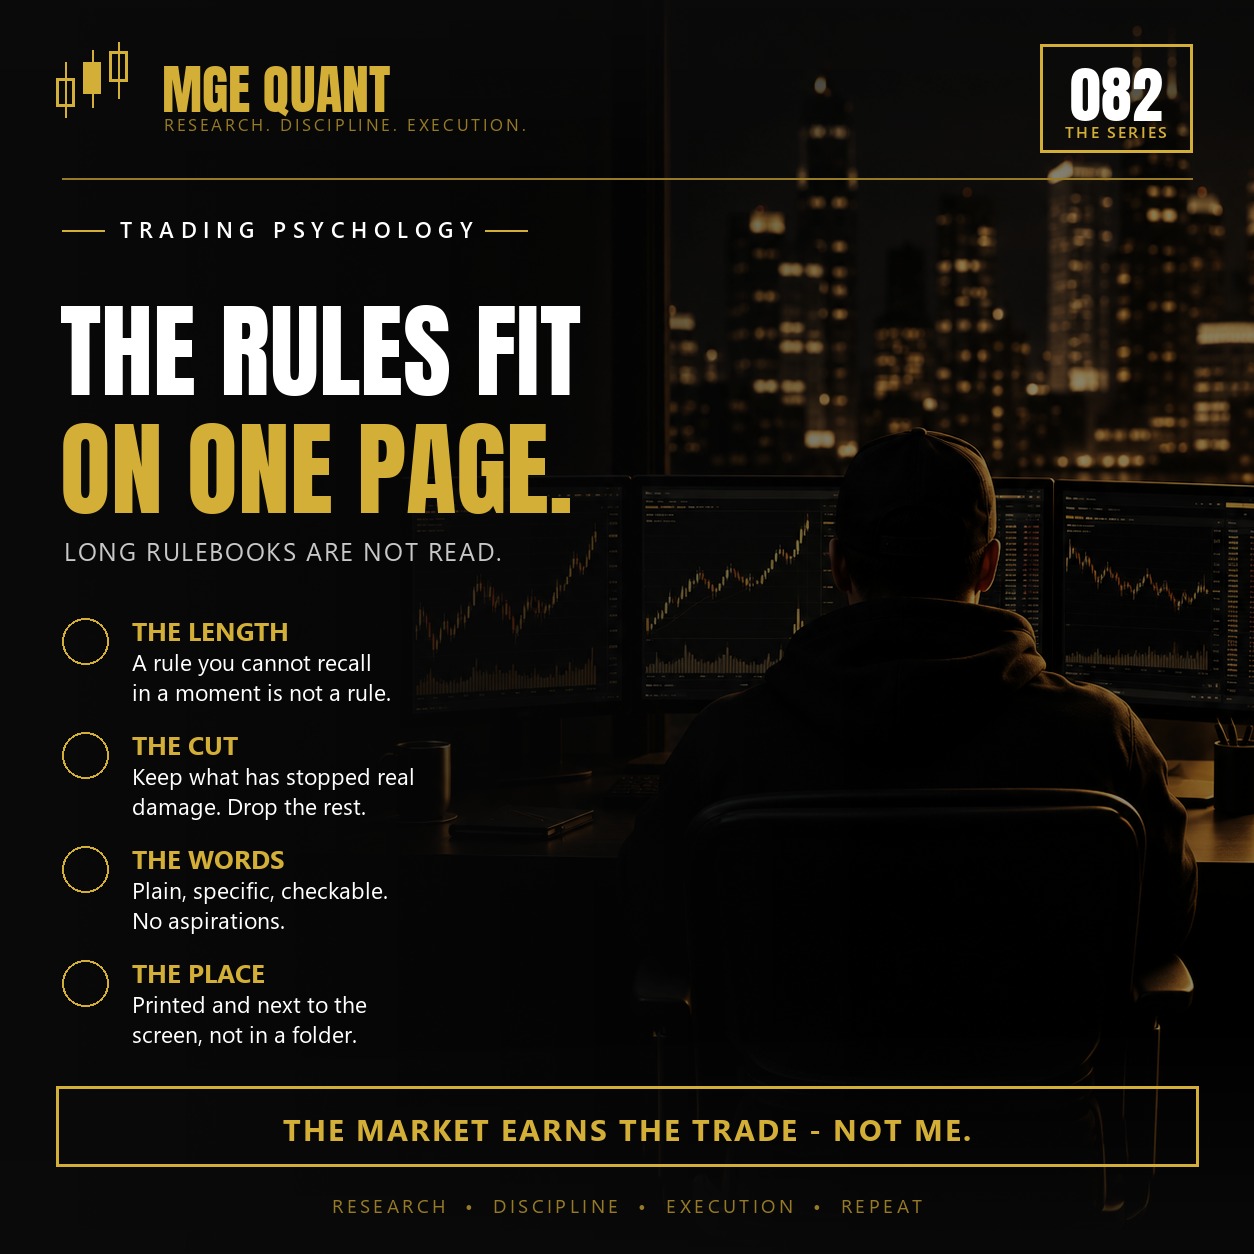 MGE QUANT
RESEARCH. DISCIPLINE. EXECUTION.
082
THE SERIES
TRADING PSYCHOLOGY
THE RULES FIT
ON ONE PAGE.
LONG RULEBOOKS ARE NOT READ.
THE LENGTH
A rule you cannot recall
in a moment is not a rule.
THE CUT
Keep what has stopped real
damage. Drop the rest.
THE WORDS
Plain, specific, checkable.
No aspirations.
THE PLACE
Printed and next to the
screen, not in a folder.
THE MARKET EARNS THE TRADE - NOT ME.
RESEARCH • DISCIPLINE • EXECUTION • REPEAT